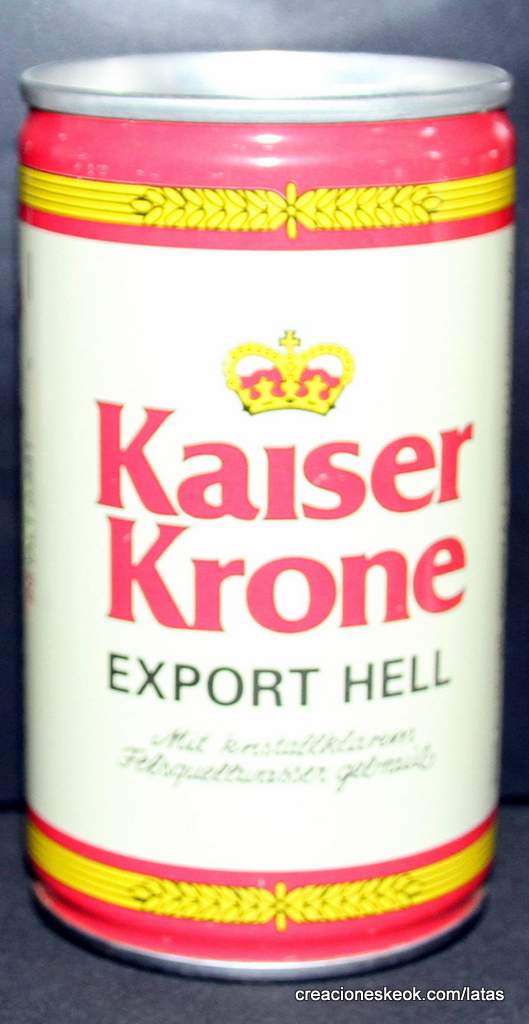 Kaiser
Krone
EXPORT HELL
Mit kristallklarem
Felsquellwasser gebraut
creacioneskeok.com/latas